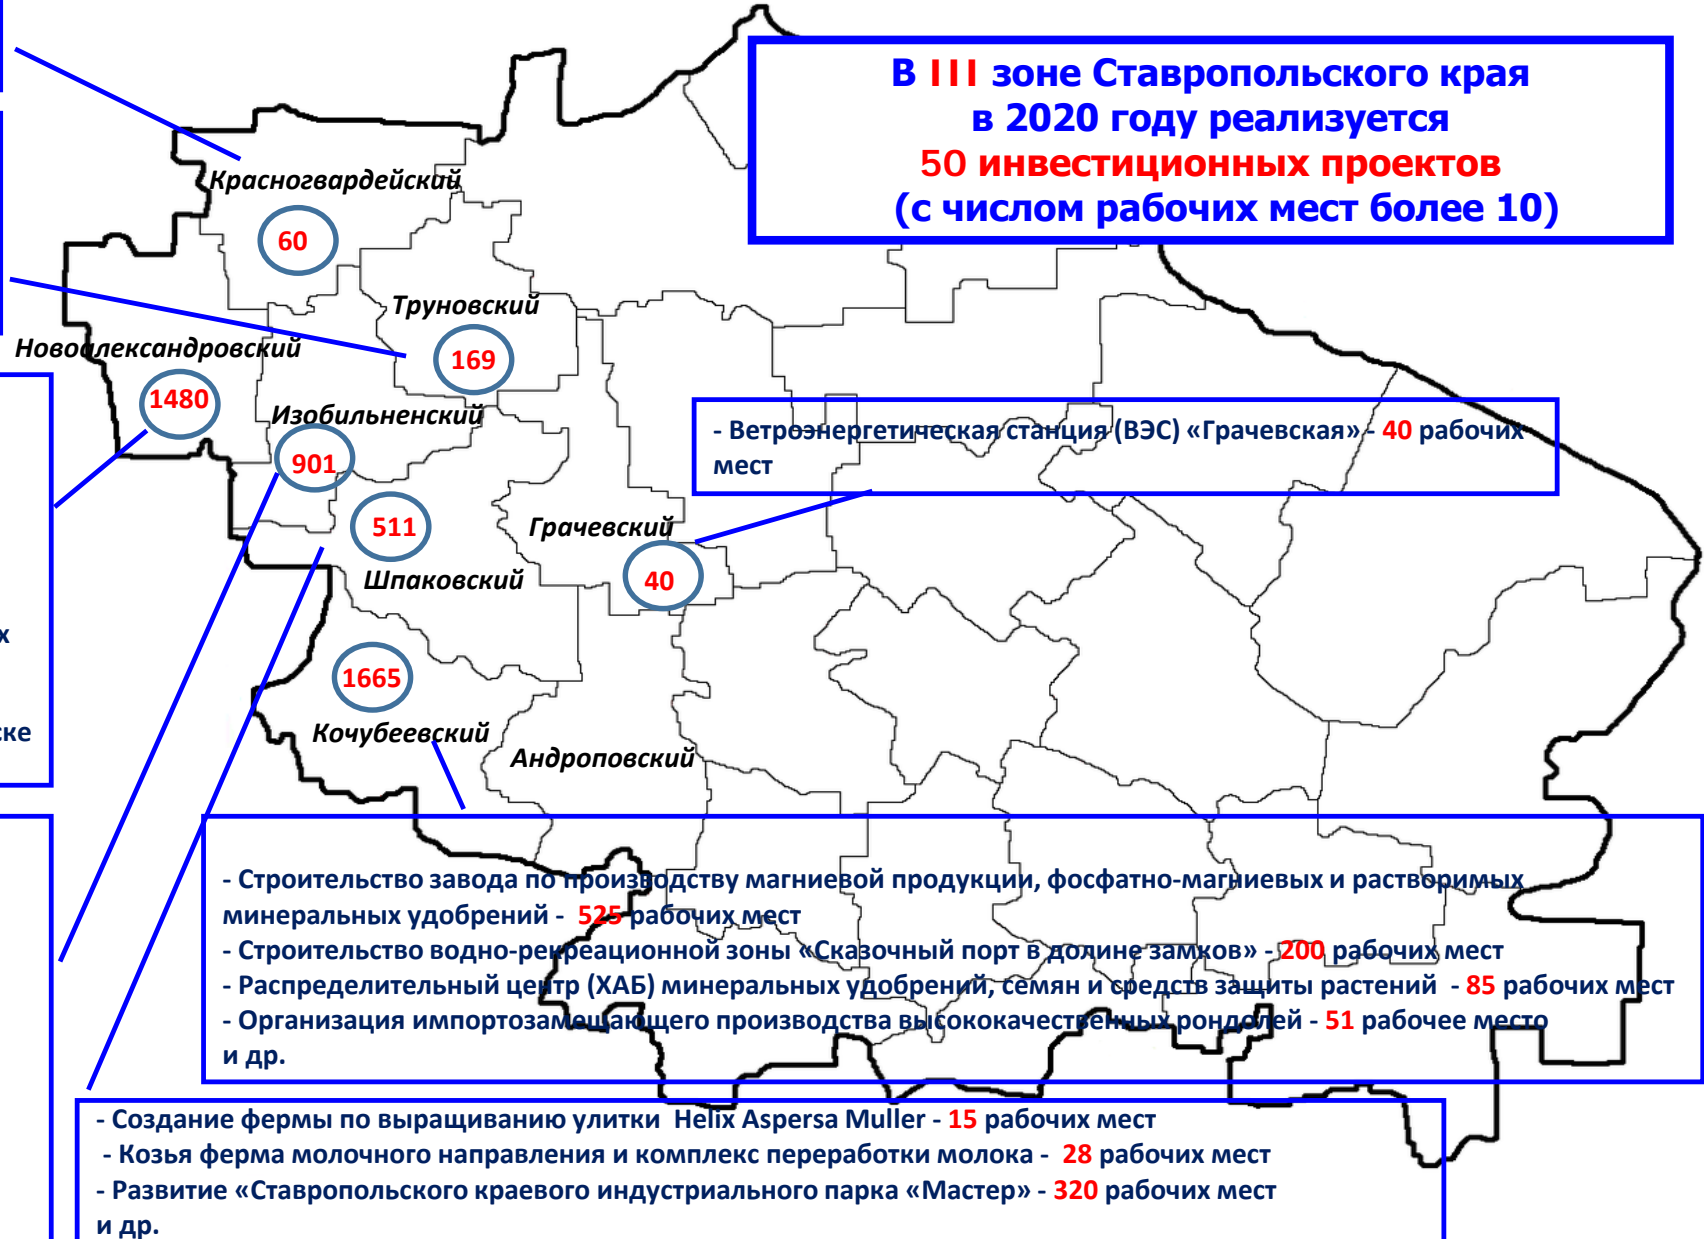 В III зоне Ставропольского края
в 2020 году реализуется
50 инвестиционных проектов
(с числом рабочих мест более 10)
Красногвардейский
60
Труновский
169
Новоалександровский
1480
Изобильненский
901
- Ветроэнергетическая станция (ВЭС) «Грачевская» - 40 рабочих
мест
511
Шпаковский
Грачевский
40
1665
Кочубеевский
Андроповский
- Строительство завода по производству магниевой продукции, фосфатно-магниевых и растворимых
минеральных удобрений - 525 рабочих мест
- Строительство водно-рекреационной зоны «Сказочный порт в долине замков» - 200 рабочих мест
- Распределительный центр (ХАБ) минеральных удобрений, семян и средств защиты растений - 85 рабочих мест
- Организация импортозамещающего производства высококачественных рондолей - 51 рабочее место
и др.
- Создание фермы по выращиванию улитки Helix Aspersa Muller - 15 рабочих мест
- Козья ферма молочного направления и комплекс переработки молока - 28 рабочих мест
- Развитие «Ставропольского краевого индустриального парка «Мастер» - 320 рабочих мест
и др.